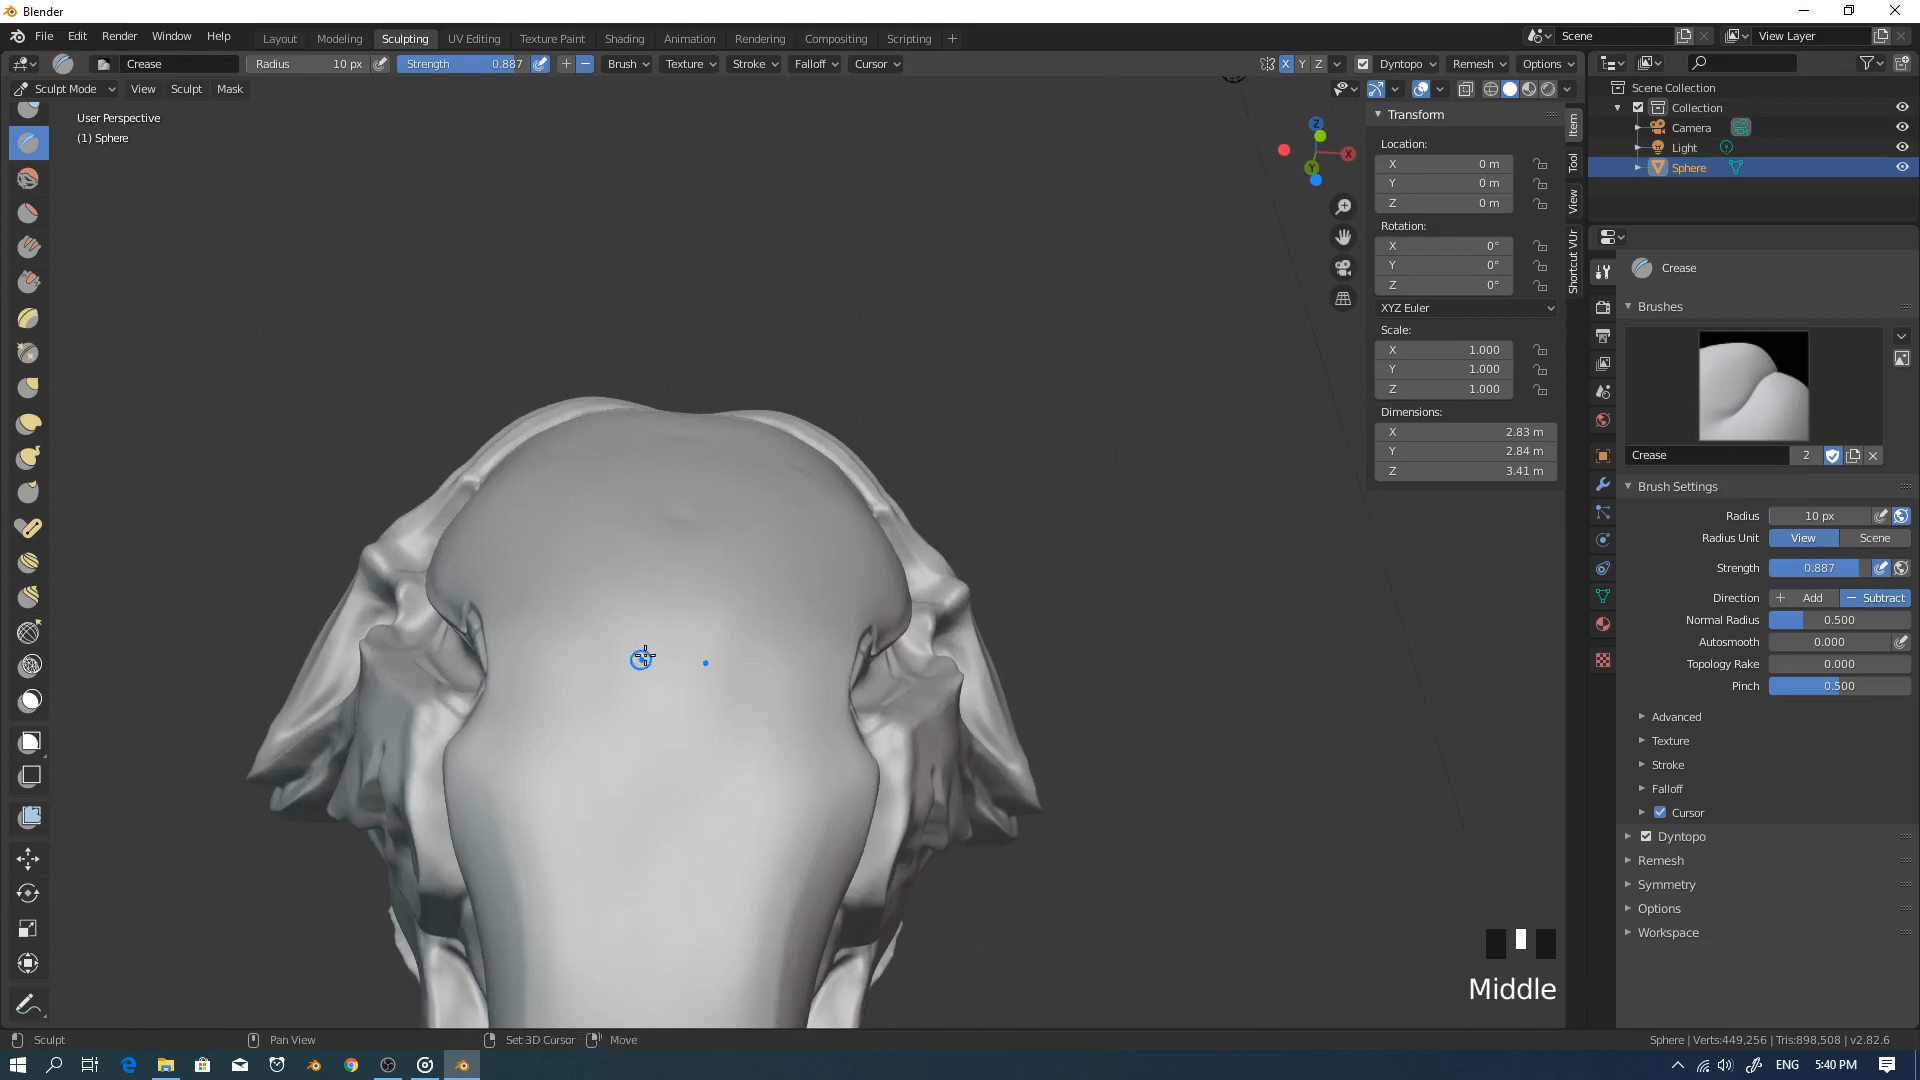 Blender
File Edit Render Window Help
Layout Modeling Sculpting UV Editing Texture Paint Shading Animation Rendering Compositing Scripting
Scene
View Layer
Crease Radius 10 px Strength 0.887 Brush Texture Stroke Falloff Cursor
X Y Z Dyntopo Remesh Options
Sculpt Mode View Sculpt Mask
User Perspective
(1) Sphere
Z
X
Y
Transform
Location:
X 0 m
Y 0 m
Z 0 m
Rotation:
X 0°
Y 0°
Z 0°
XYZ Euler
Scale:
X 1.000
Y 1.000
Z 1.000
Dimensions:
X 2.83 m
Y 2.84 m
Z 3.41 m
Item
Tool
View
Shortcut VUr
Scene Collection
Collection
Camera
Light
Sphere
Crease
Brushes
Crease 2
Brush Settings
Radius 10 px
Radius Unit View Scene
Strength 0.887
Direction Add Subtract
Normal Radius 0.500
Autosmooth 0.000
Topology Rake 0.000
Pinch 0.500
Advanced
Texture
Stroke
Falloff
Cursor
Dyntopo
Remesh
Symmetry
Options
Workspace
Middle
Sculpt Pan View Set 3D Cursor Move
Sphere | Verts:449,256 | Tris:898,508 | v2.82.6
ENG 5:40 PM